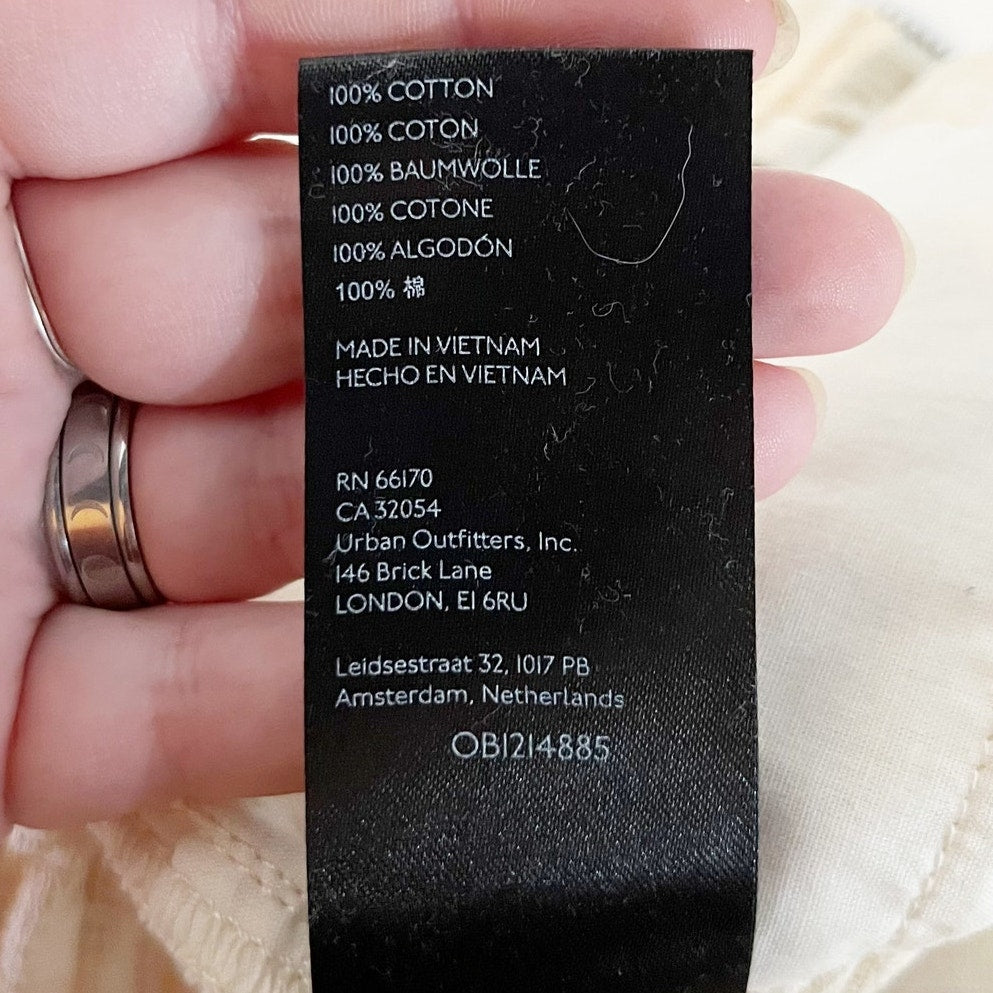 100% COTTON
100% COTON
100% BAUMWOLLE
100% COTONE
100% ALGODÓN
100% 棉
MADE IN VIETNAM
HECHO EN VIETNAM
RN 66170
CA 32054
Urban Outfitters, Inc.
146 Brick Lane
LONDON, E1 6RU
Leidsestraat 32, 1017 PB
Amsterdam, Netherlands
OB1214885